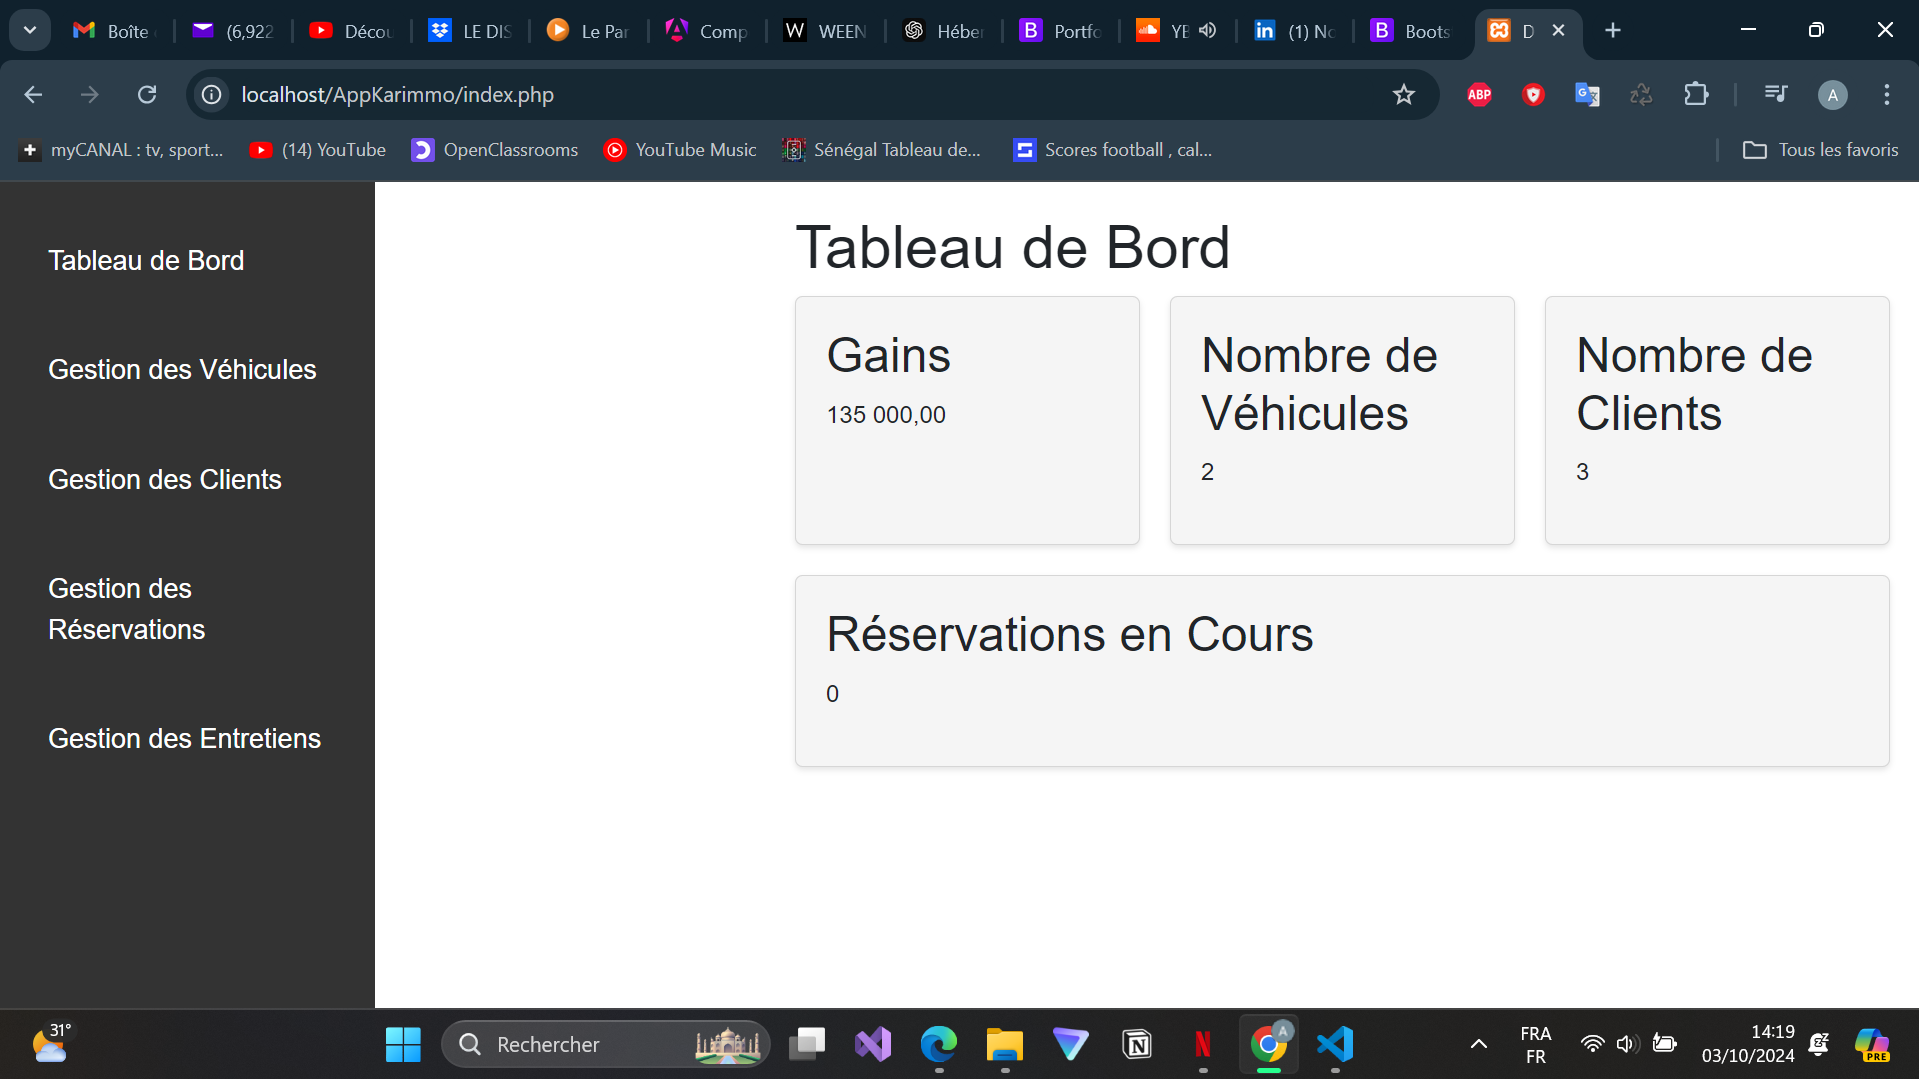 Boîte
(6,922
Décou
LE DIS
Le Par
Comp
WEEN
Héber
Portfo
YE
(1) No
Boots
D
localhost/AppKarimmo/index.php
ABP
A
myCANAL : tv, sport...
(14) YouTube
OpenClassrooms
YouTube Music
Sénégal Tableau de...
Scores football , cal...
Tous les favoris
Tableau de Bord
Gestion des Véhicules
Gestion des Clients
Gestion des
Réservations
Gestion des Entretiens
Tableau de Bord
Gains
135 000,00
Nombre de
Véhicules
2
Nombre de
Clients
3
Réservations en Cours
0
31°
Rechercher
A
FRA
FR
14:19
03/10/2024
PRE